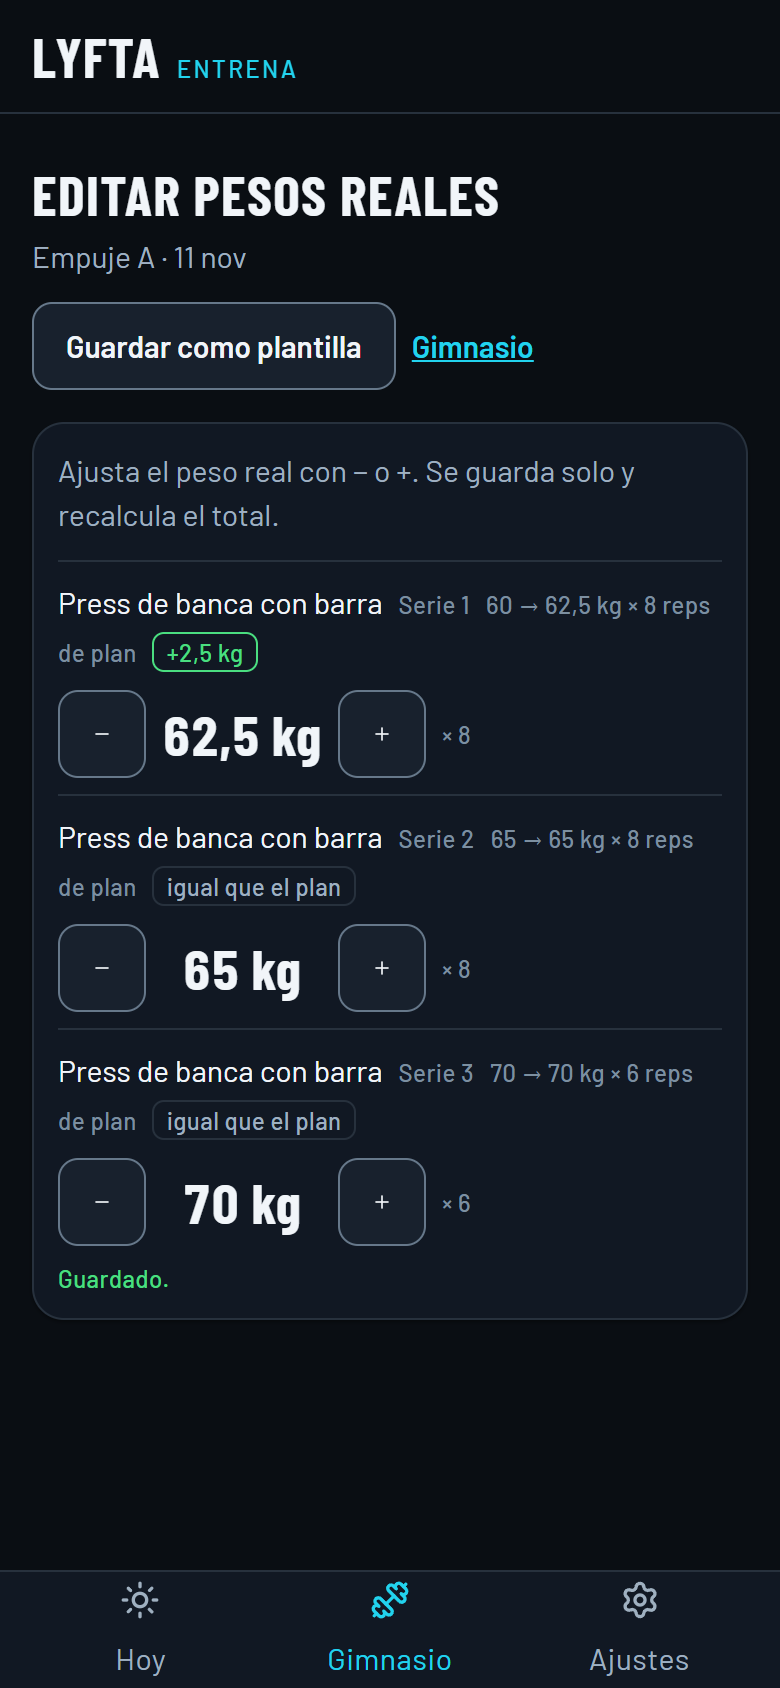 LYFTA ENTRENA
EDITAR PESOS REALES
Empuje A · 11 nov
Guardar como plantilla Gimnasio
Ajusta el peso real con − o +. Se guarda solo y
recalcula el total.
Press de banca con barra Serie 1 60 → 62,5 kg × 8 reps
de plan +2,5 kg
− 62,5 kg + × 8
Press de banca con barra Serie 2 65 → 65 kg × 8 reps
de plan igual que el plan
− 65 kg + × 8
Press de banca con barra Serie 3 70 → 70 kg × 6 reps
de plan igual que el plan
− 70 kg + × 6
Guardado.
Hoy Gimnasio Ajustes